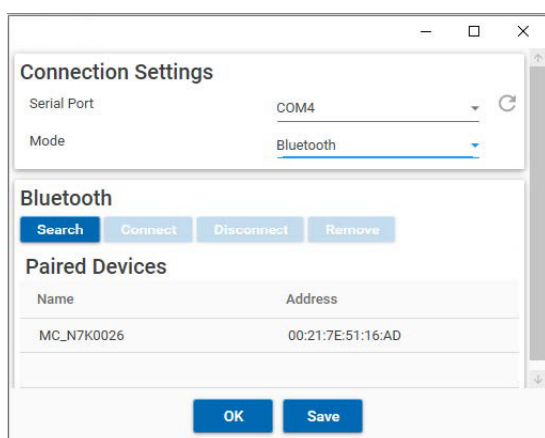 Connection Settings
Serial Port COM4
Mode Bluetooth
Bluetooth
Search Connect Disconnect Remove
Paired Devices
Name Address
MC_N7K0026 00:21:7E:51:16:AD
OK Save